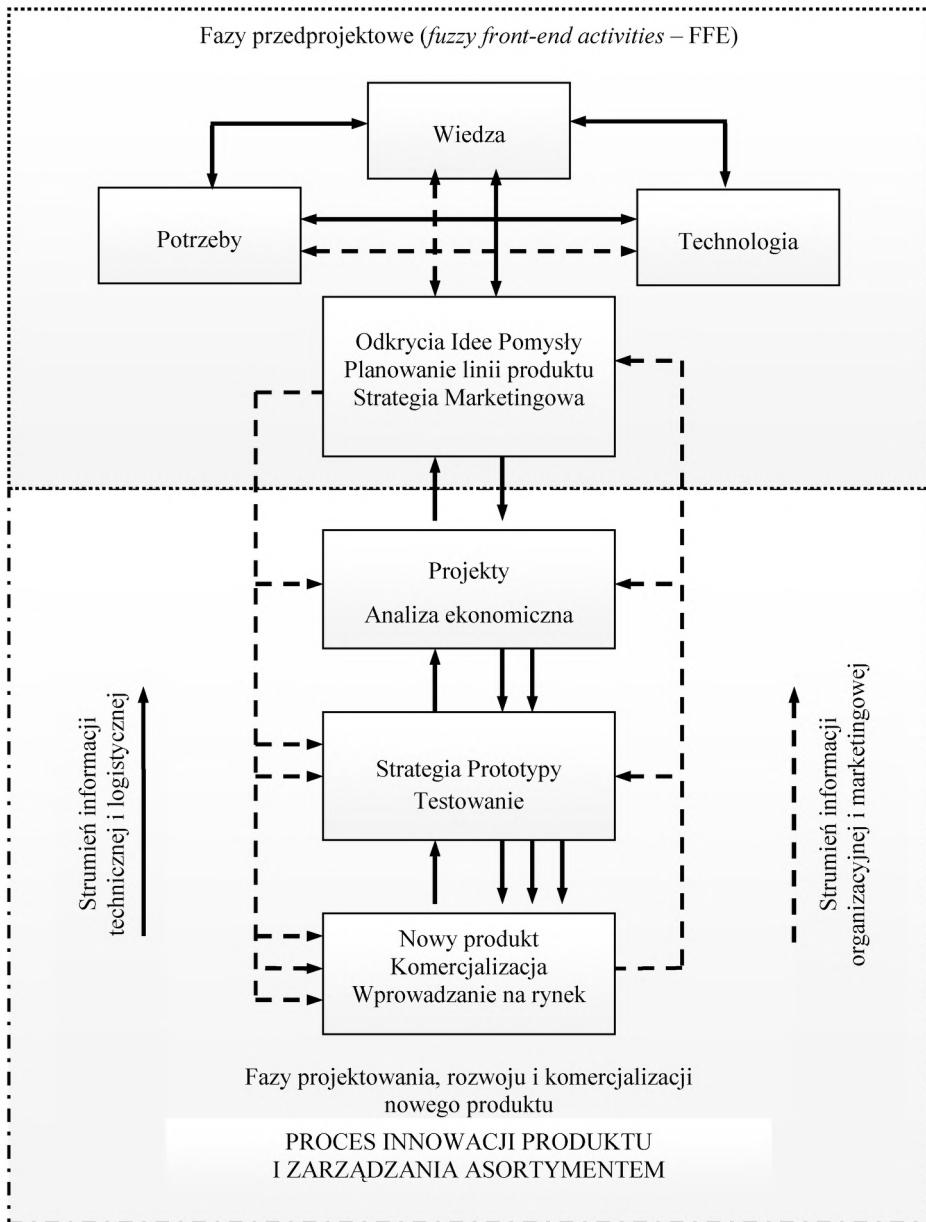 Fazy przedprojektowe (fuzzy front-end activities – FFE)
Wiedza
Potrzeby
Technologia
Odkrycia Idee Pomysły
Planowanie linii produktu
Strategia Marketingowa
Projekty
Analiza ekonomiczna
Strategia Prototypy
Testowanie
Nowy produkt
Komercjalizacja
Wprowadzanie na rynek
Strumień informacji
technicznej i logistycznej
Strumień informacji
organizacyjnej i marketingowej
Fazy projektowania, rozwoju i komercjalizacji
nowego produktu
PROCES INNOWACJI PRODUKTU
I ZARZĄDZANIA ASORTYMENTEM